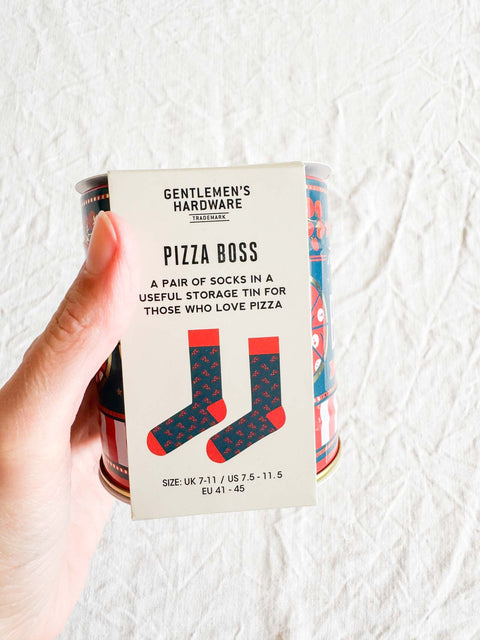 GENTLEMEN'S
HARDWARE
TRADEMARK
PIZZA BOSS
A PAIR OF SOCKS IN A
USEFUL STORAGE TIN FOR
THOSE WHO LOVE PIZZA
SIZE: UK 7-11 / US 7.5 - 11.5
EU 41 - 45